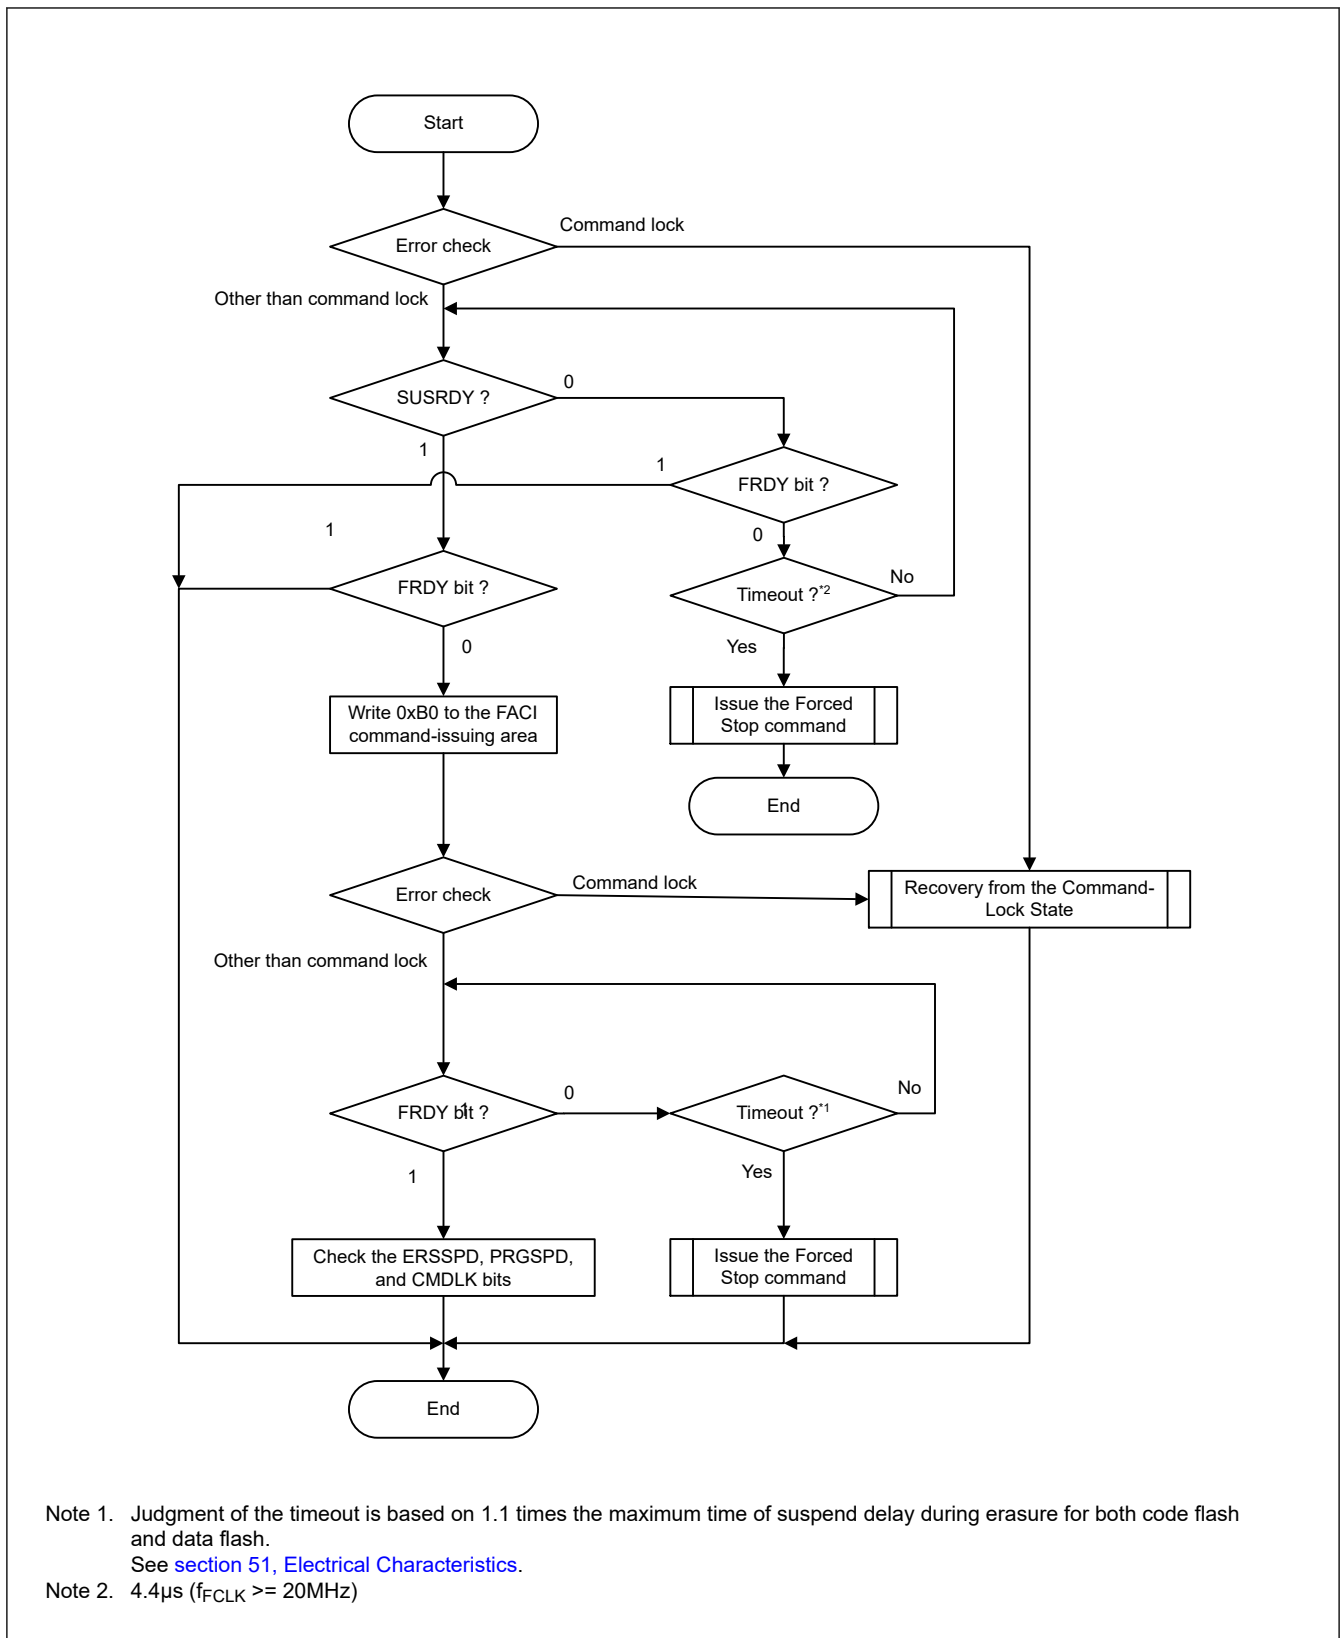 Start
Error check
Command lock
Other than command lock
SUSRDY ?
0
1
1
FRDY bit ?
1
0
FRDY bit ?
Timeout ?*2
No
0
Yes
Write 0xB0 to the FACI
command-issuing area
Issue the Forced
Stop command
End
Error check
Command lock
Recovery from the Command-
Lock State
Other than command lock
FRDY bit ?
1
0
Timeout ?*1
No
1
Yes
Check the ERSSPD, PRGSPD,
and CMDLK bits
Issue the Forced
Stop command
End
Note 1. Judgment of the timeout is based on 1.1 times the maximum time of suspend delay during erasure for both code flash
and data flash.
See section 51, Electrical Characteristics.
Note 2. 4.4µs (fFCLK >= 20MHz)